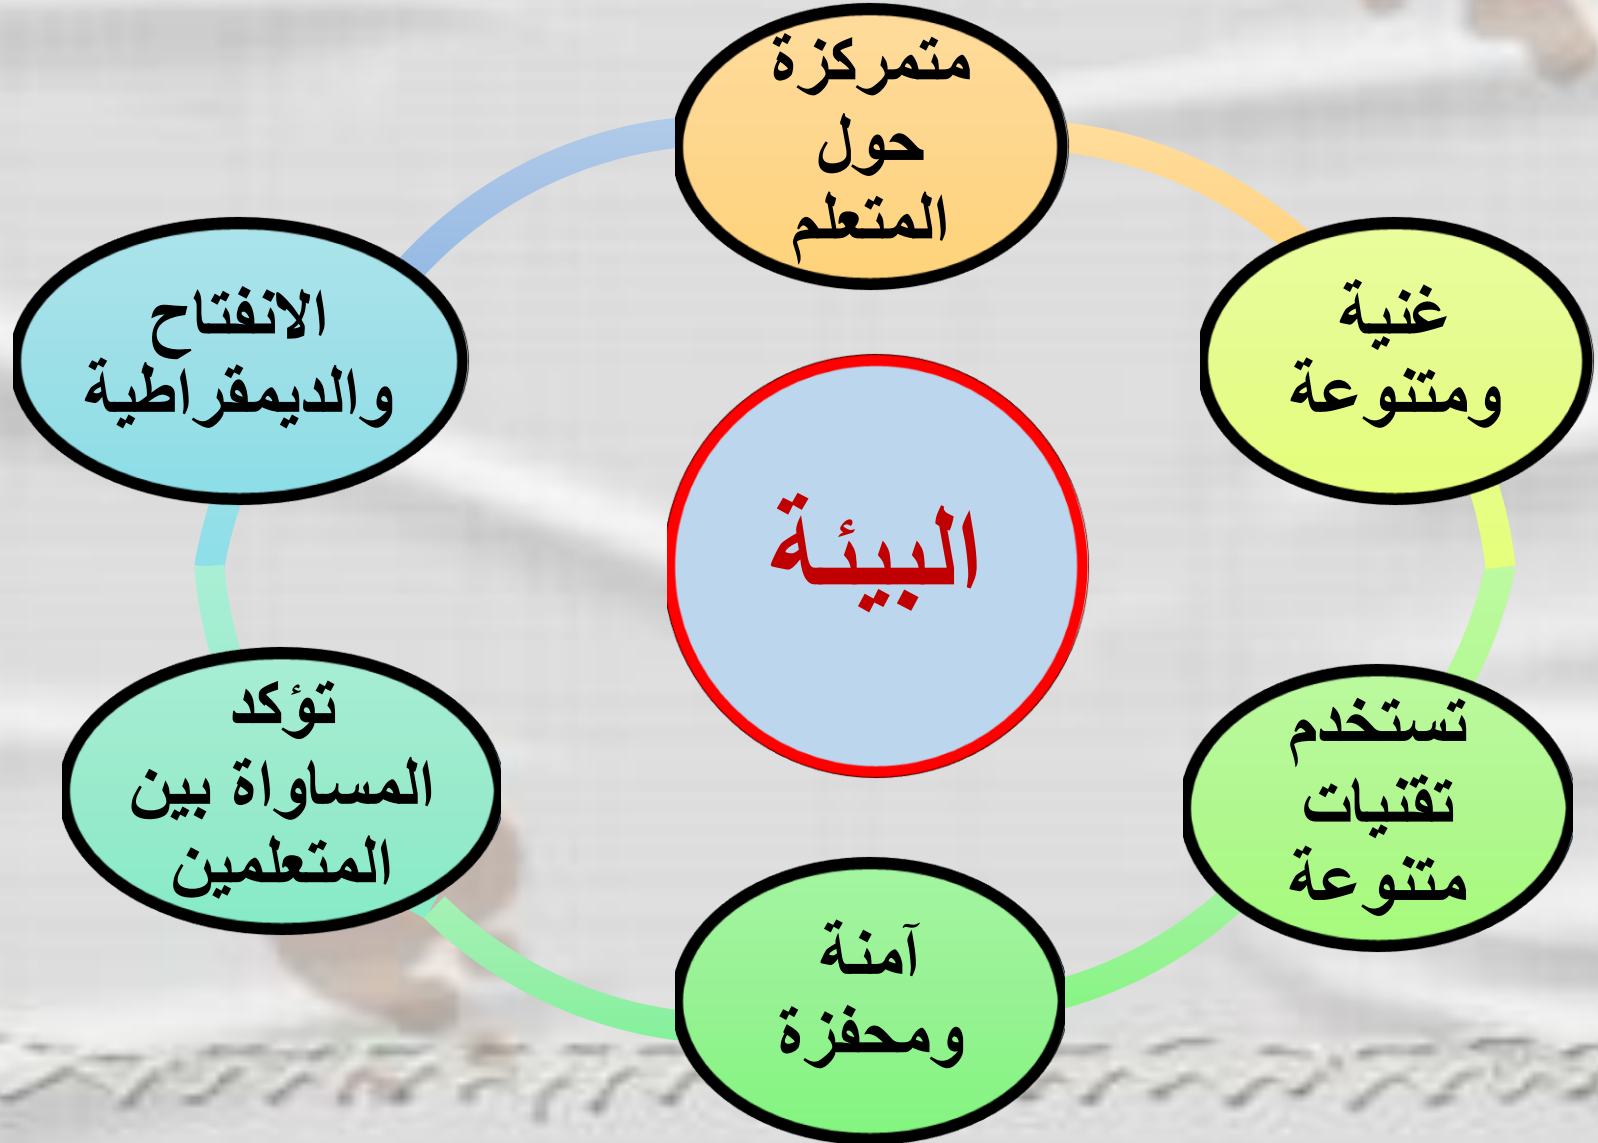 متمركزة
حول
المتعلم
غنية
ومتنوعة
تستخدم
تقنيات
متنوعة
آمنة
ومحفزة
تؤكد
المساواة بين
المتعلمين
الانفتاح
والديمقراطية
البيئة